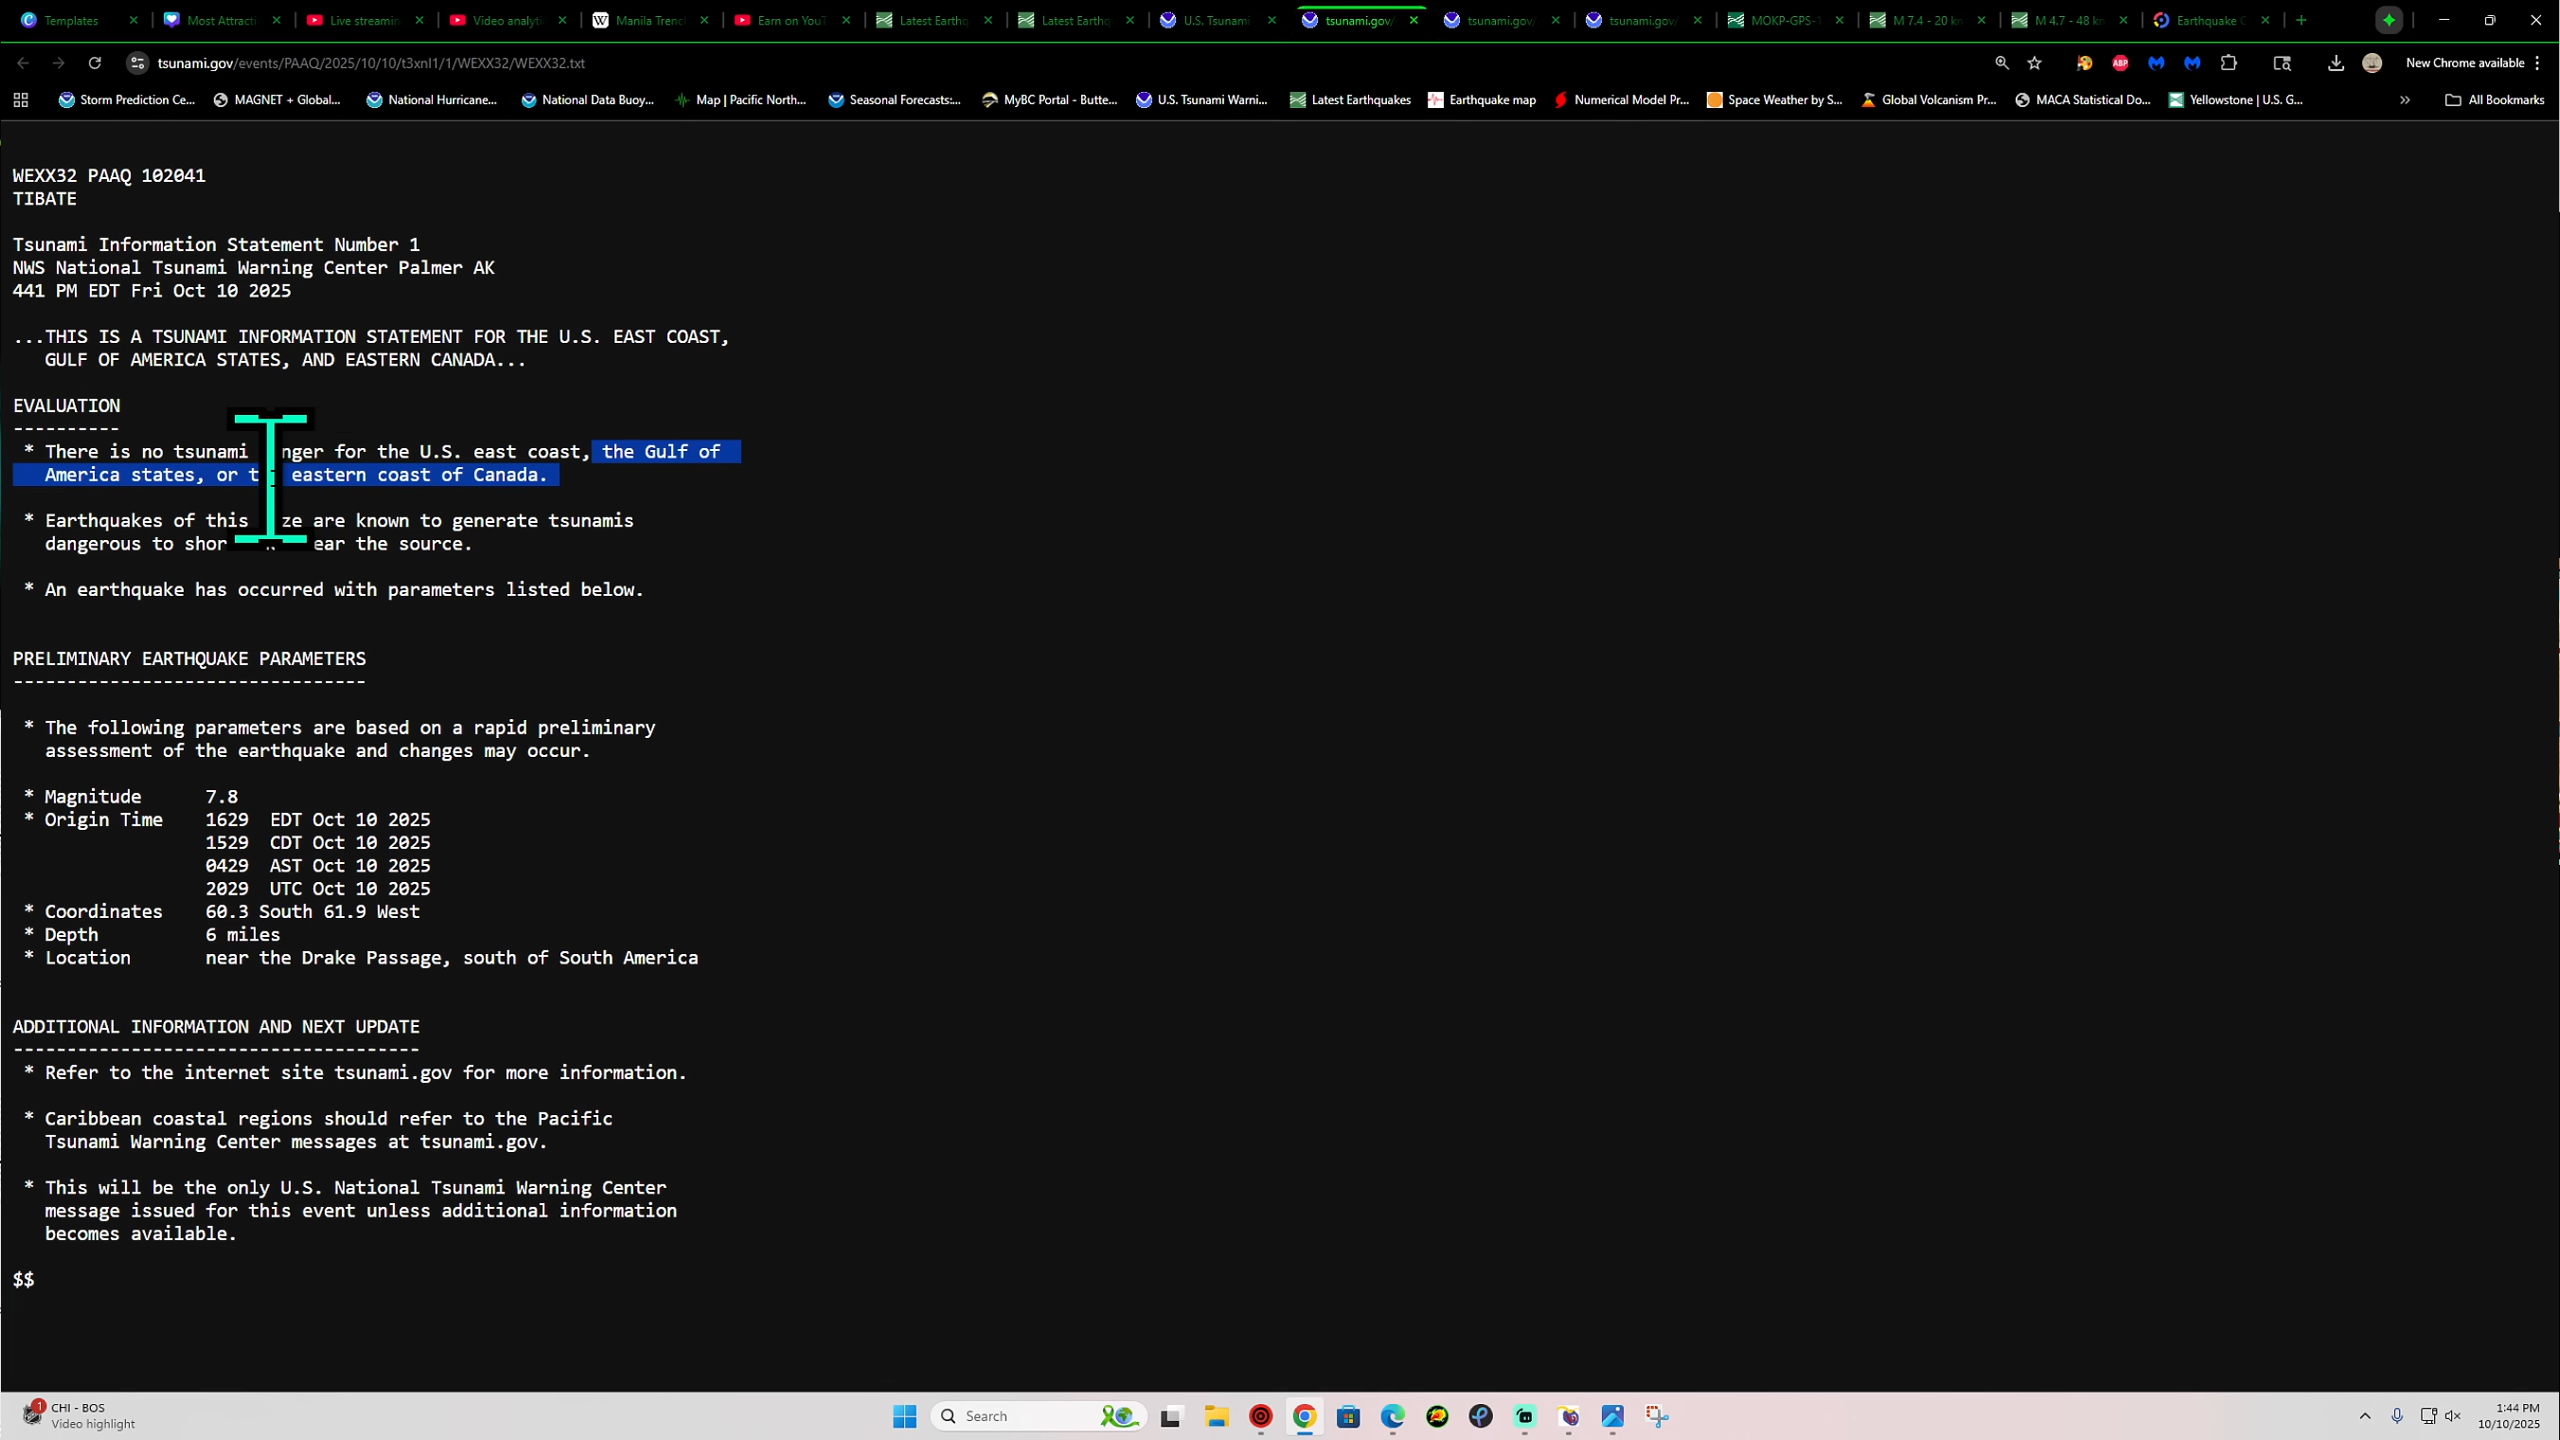 Templates
Most Attracti
Live streamin
Video analyti
Manila Trenc
Earn on YouT
Latest Earthq
Latest Earthq
U.S. Tsunami
tsunami.gov/
tsunami.gov/
tsunami.gov/
MOKP-GPS-1
M 7.4 - 20 k
M 4.7 - 48 k
Earthquake C
tsunami.gov/events/PAAQ/2025/10/10/t3xnl1/1/WEXX32/WEXX32.txt
ABP
New Chrome available
Storm Prediction Ce...
MAGNET + Global...
National Hurricane...
National Data Buoy...
Map | Pacific North...
Seasonal Forecasts:...
MyBC Portal - Butte...
U.S. Tsunami Warni...
Latest Earthquakes
Earthquake map
Numerical Model Pr...
Space Weather by S...
Global Volcanism Pr...
MACA Statistical Do...
Yellowstone | U.S. G...
»
All Bookmarks
WEXX32 PAAQ 102041
TIBATE
Tsunami Information Statement Number 1
NWS National Tsunami Warning Center Palmer AK
441 PM EDT Fri Oct 10 2025
...THIS IS A TSUNAMI INFORMATION STATEMENT FOR THE U.S. EAST COAST,
GULF OF AMERICA STATES, AND EASTERN CANADA...
EVALUATION
----------
* There is no tsunami nger for the U.S. east coast, the Gulf of
America states, or t eastern coast of Canada.
* Earthquakes of this ze are known to generate tsunamis
dangerous to shor ear the source.
* An earthquake has occurred with parameters listed below.
PRELIMINARY EARTHQUAKE PARAMETERS
---------------------------------
* The following parameters are based on a rapid preliminary
assessment of the earthquake and changes may occur.
* Magnitude 7.8
* Origin Time 1629 EDT Oct 10 2025
1529 CDT Oct 10 2025
0429 AST Oct 10 2025
2029 UTC Oct 10 2025
* Coordinates 60.3 South 61.9 West
* Depth 6 miles
* Location near the Drake Passage, south of South America
ADDITIONAL INFORMATION AND NEXT UPDATE
--------------------------------------
* Refer to the internet site tsunami.gov for more information.
* Caribbean coastal regions should refer to the Pacific
Tsunami Warning Center messages at tsunami.gov.
* This will be the only U.S. National Tsunami Warning Center
message issued for this event unless additional information
becomes available.
$$
1
CHI - BOS
Video highlight
Search
1:44 PM
10/10/2025